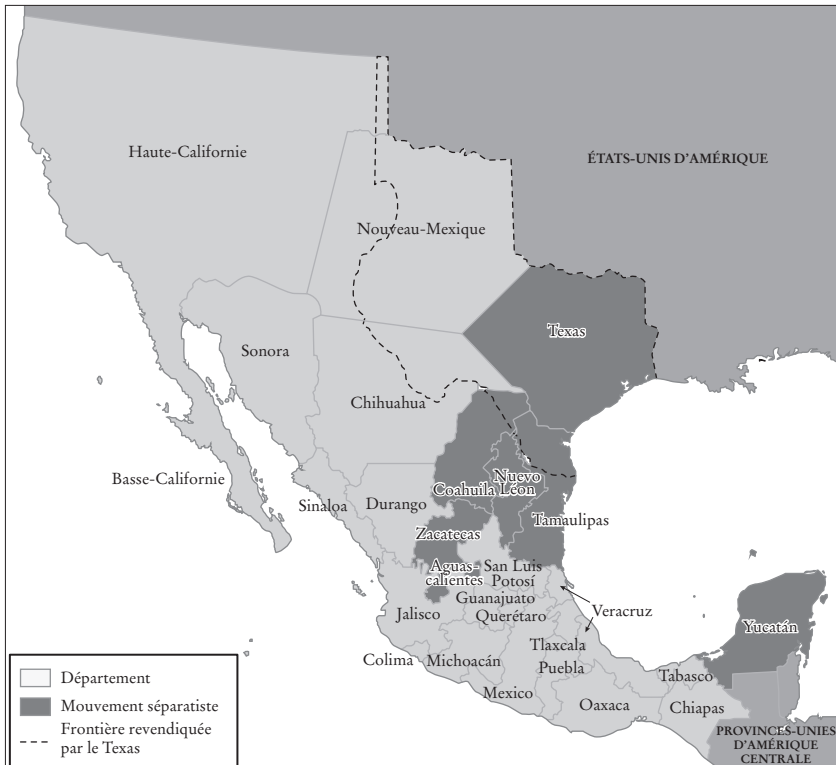 Haute-Californie
ÉTATS-UNIS D'AMÉRIQUE
Nouveau-Mexique
Texas
Sonora
Chihuahua
Basse-Californie
Nuevo
Coahuila Léon
Sinaloa
Durango
Tamaulipas
Zacatecas
Aguas-
calientes
San Luis
Potosí
Guanajuato
Jalisco
Querétaro
Veracruz
Yucatán
Tlaxcala
Colima
Michoacán
Puebla
Tabasco
Mexico
Oaxaca
Chiapas
PROVINCES-UNIES
D'AMÉRIQUE
CENTRALE
Département
Mouvement séparatiste
Frontière revendiquée
par le Texas